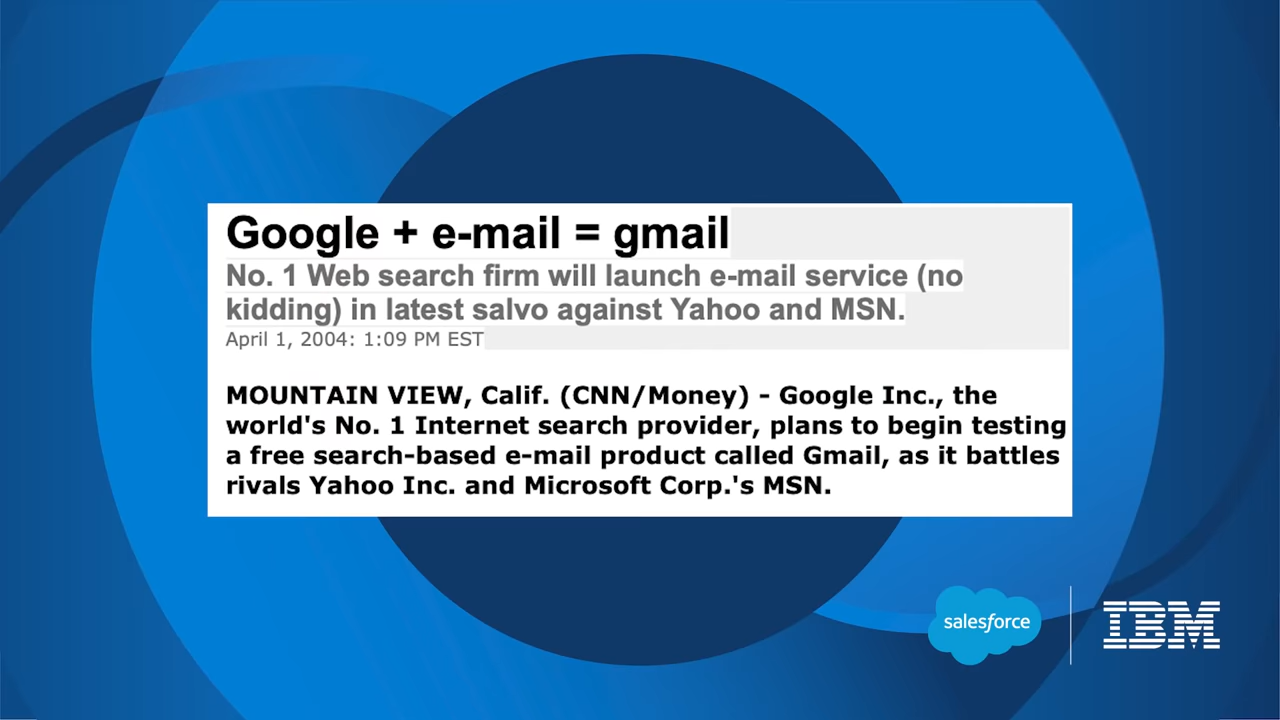 Google + e-mail = gmail
No. 1 Web search firm will launch e-mail service (no
kidding) in latest salvo against Yahoo and MSN.
April 1, 2004: 1:09 PM EST
MOUNTAIN VIEW, Calif. (CNN/Money) - Google Inc., the
world's No. 1 Internet search provider, plans to begin testing
a free search-based e-mail product called Gmail, as it battles
rivals Yahoo Inc. and Microsoft Corp.'s MSN.
salesforce
IBM